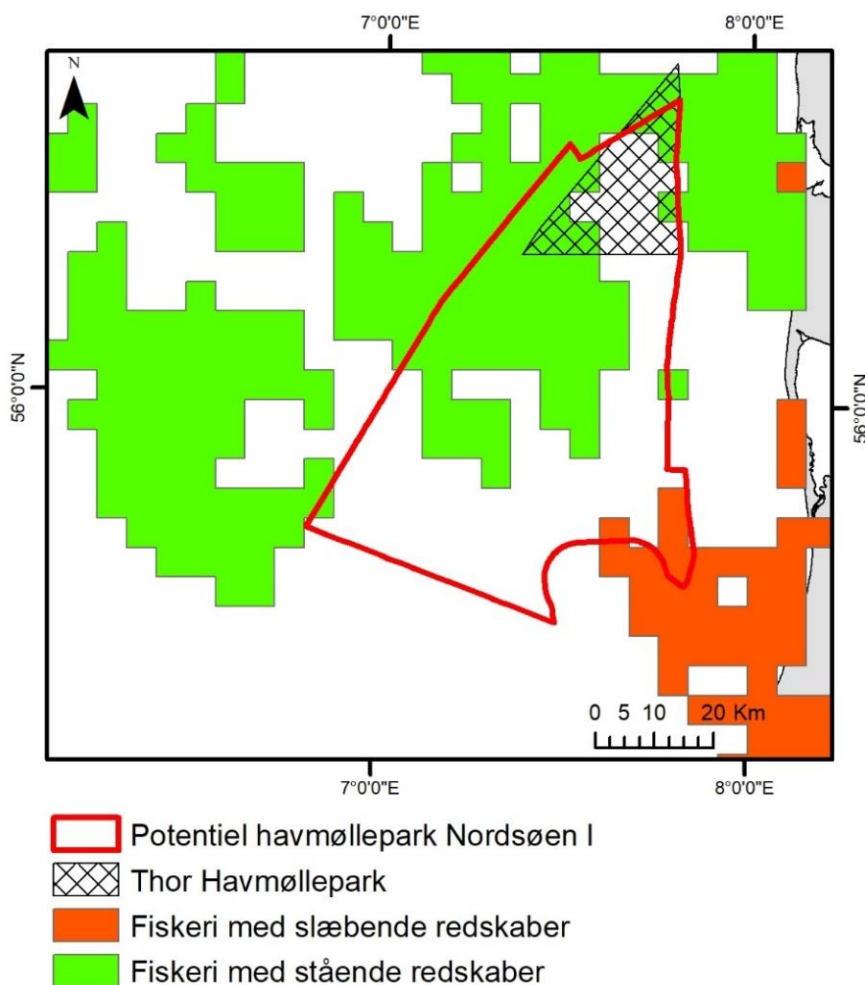 7°0'0"E 8°0'0"E
N
56°0'0"N
56°0'0"N
0 5 10 20 Km
7°0'0"E 8°0'0"E
Potentiel havmøllepark Nordsøen I
Thor Havmøllepark
Fiskeri med slæbende redskaber
Fiskeri med stående redskaber